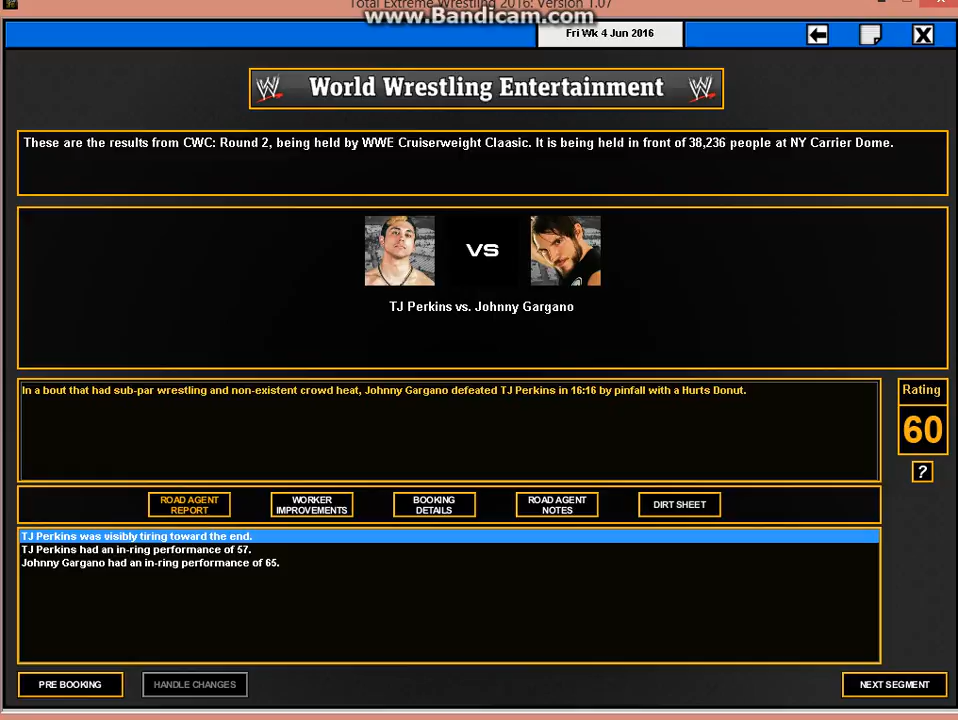 Total Extreme Wrestling 2016: Version 1.07
www.Bandicam.com
Fri Wk 4 Jun 2016
World Wrestling Entertainment
These are the results from CWC: Round 2, being held by WWE Cruiserweight Claasic. It is being held in front of 38,236 people at NY Carrier Dome.
VS
TJ Perkins vs. Johnny Gargano
In a bout that had sub-par wrestling and non-existent crowd heat, Johnny Gargano defeated TJ Perkins in 16:16 by pinfall with a Hurts Donut.
Rating
60
?
ROAD AGENT
REPORT
WORKER
IMPROVEMENTS
BOOKING
DETAILS
ROAD AGENT
NOTES
DIRT SHEET
TJ Perkins was visibly tiring toward the end.
TJ Perkins had an in-ring performance of 57.
Johnny Gargano had an in-ring performance of 65.
PRE BOOKING
HANDLE CHANGES
NEXT SEGMENT